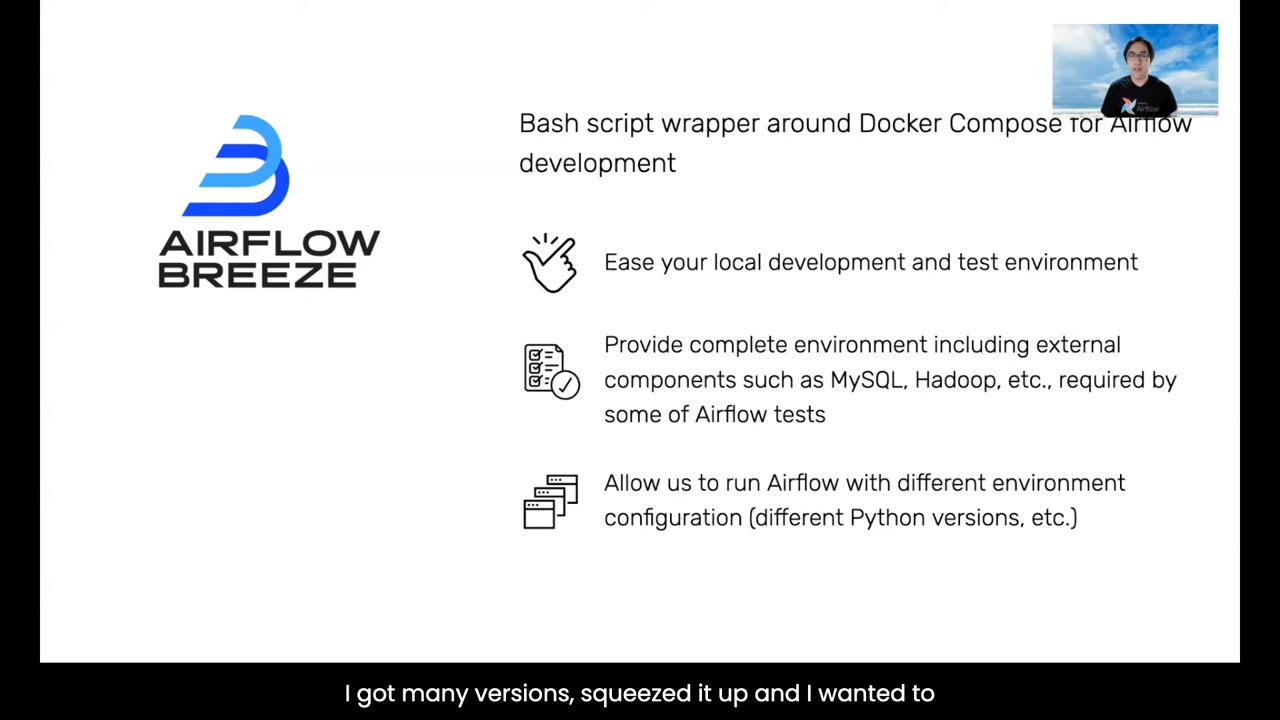 Bash script wrapper around Docker Compose for Airflow
development
AIRFLOW
BREEZE
Ease your local development and test environment
Provide complete environment including external
components such as MySQL, Hadoop, etc., required by
some of Airflow tests
Allow us to run Airflow with different environment
configuration (different Python versions, etc.)
Airflow
I got many versions, squeezed it up and I wanted to